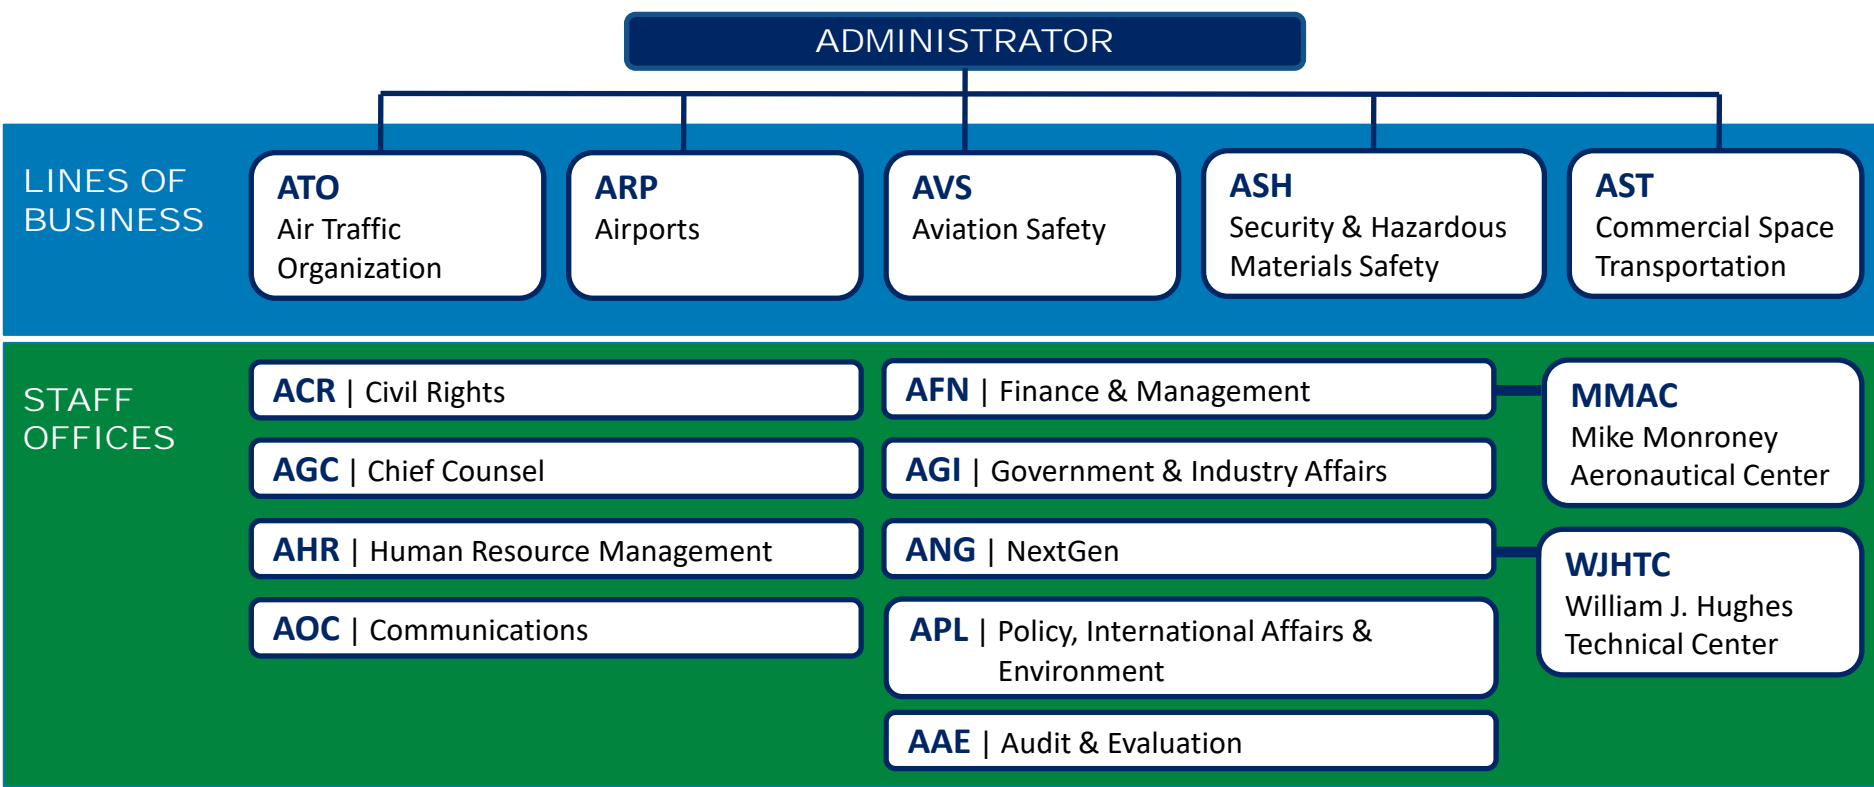 ADMINISTRATOR
LINES OF
BUSINESS
ATO
Air Traffic
Organization
ARP
Airports
AVS
Aviation Safety
ASH
Security & Hazardous
Materials Safety
AST
Commercial Space
Transportation
STAFF
OFFICES
ACR | Civil Rights
AGC | Chief Counsel
AHR | Human Resource Management
AOC | Communications
AFN | Finance & Management
AGI | Government & Industry Affairs
ANG | NextGen
APL | Policy, International Affairs &
Environment
AAE | Audit & Evaluation
MMAC
Mike Monroney
Aeronautical Center
WJHTC
William J. Hughes
Technical Center